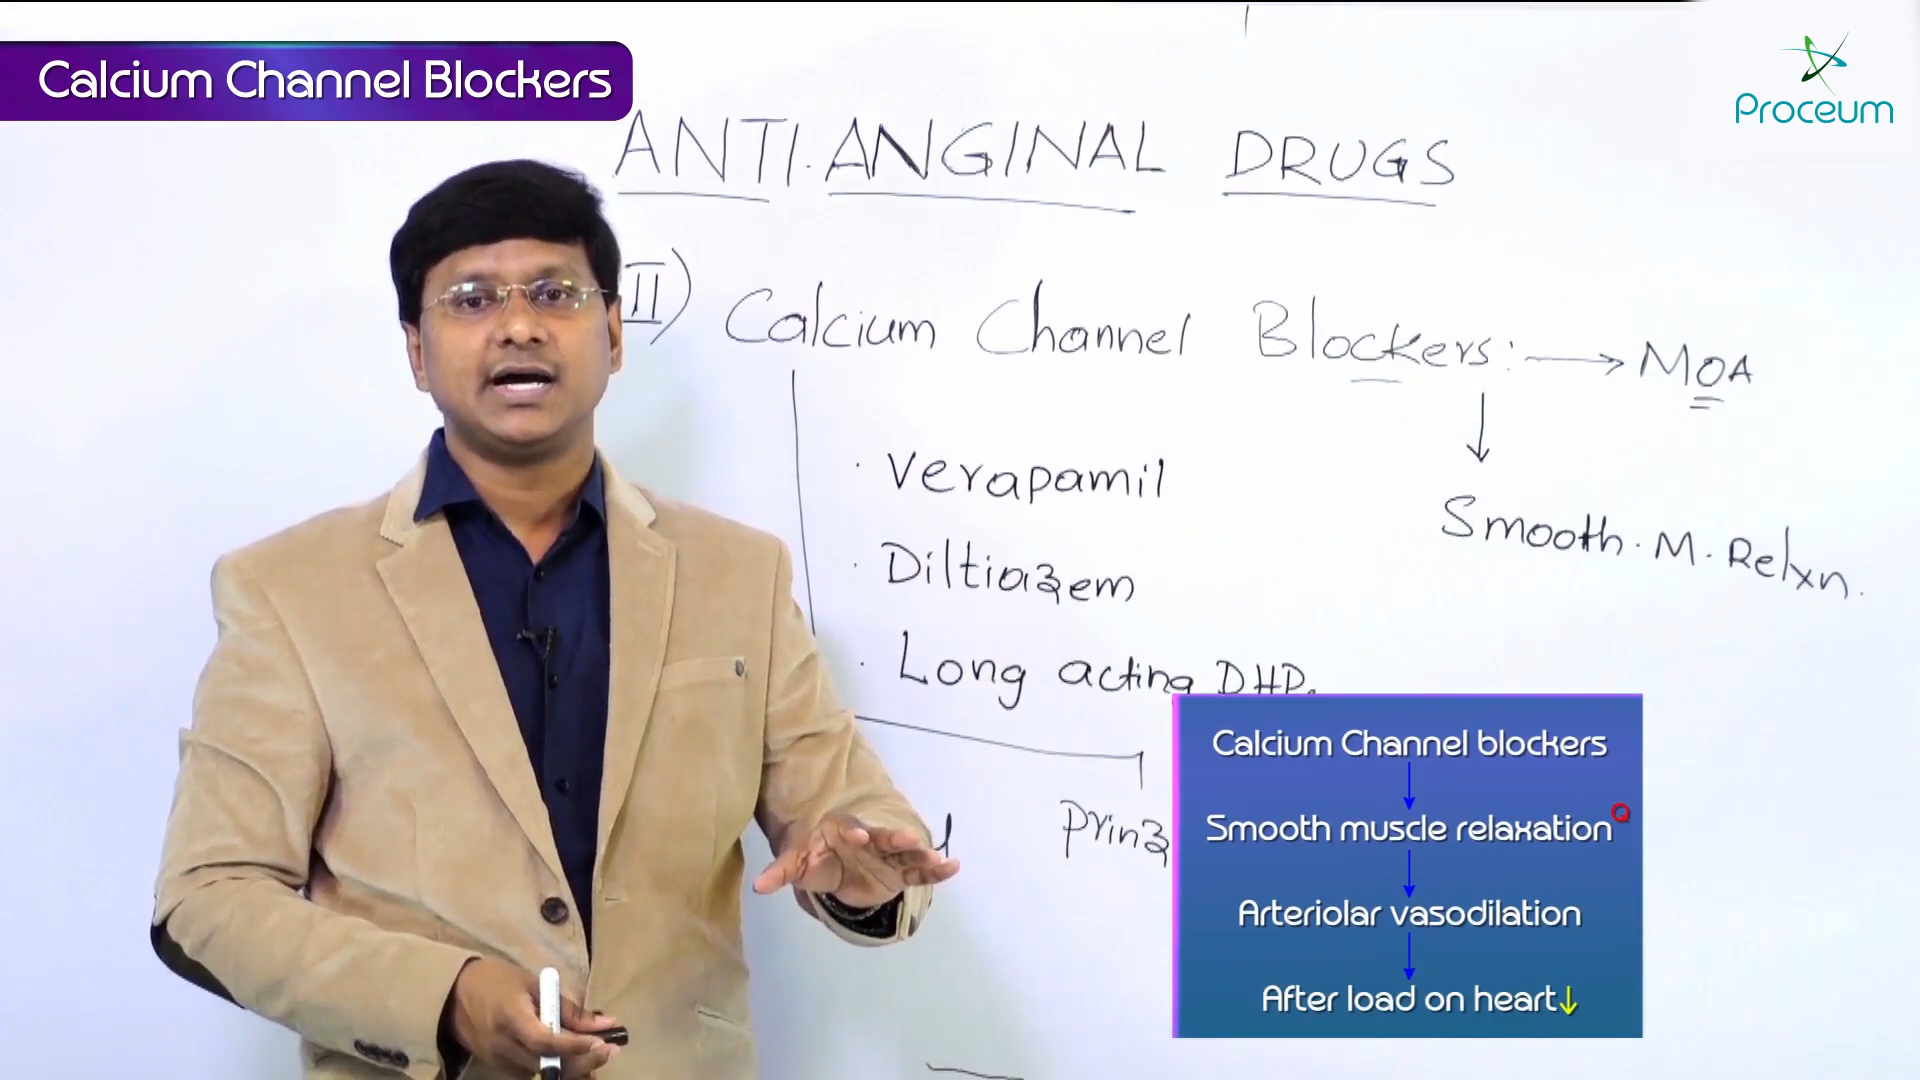 Calcium Channel Blockers
Proceum
ANTI.ANGINAL DRUGS
II) Calcium Channel Blockers: → MOA
↓
Smooth. M. Relxn.
· Verapamil
· Diltiazem
· Long acting DHP.
Prinz
Calcium Channel blockers
↓
Smooth muscle relaxation Q
↓
Arteriolar vasodilation
↓
After load on heart↓